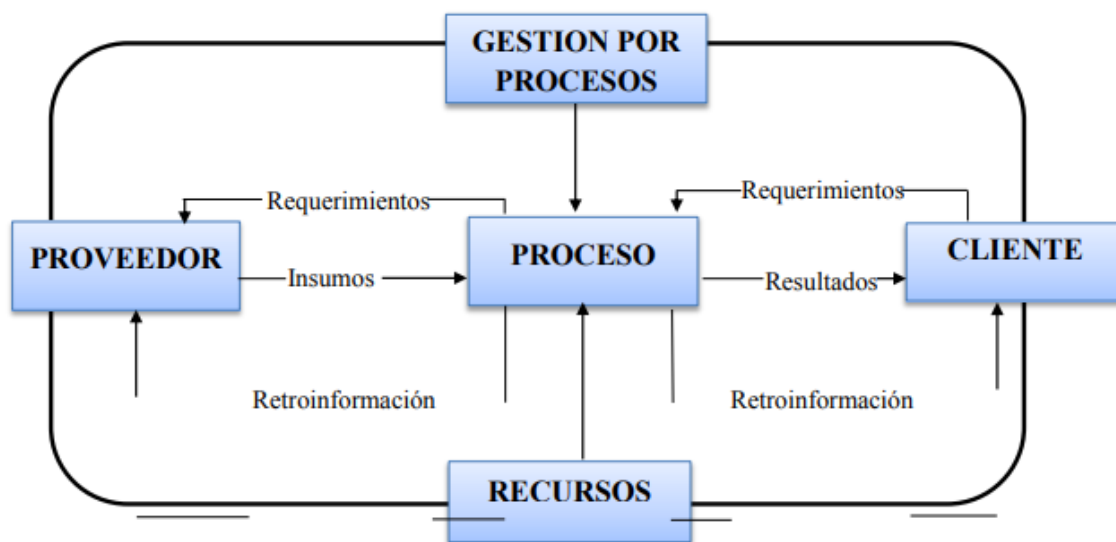 GESTION POR
PROCESOS
Requerimientos
Requerimientos
PROVEEDOR
PROCESO
CLIENTE
Insumos
Resultados
Retroinformación
Retroinformación
RECURSOS